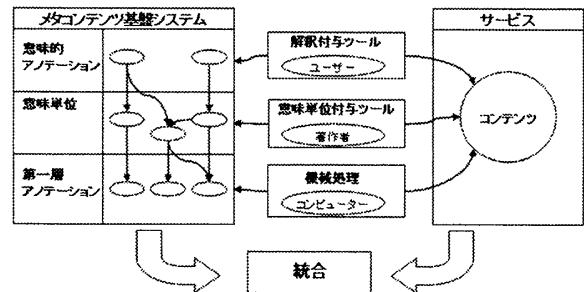 メタコンテンツ基盤システム
サービス
意味的
アノテーション
意味単位
第一層
アノテーション
解釈付与ツール
ユーザー
意味単位付与ツール
著作者
機械処理
コンピューター
コンテンツ
統合